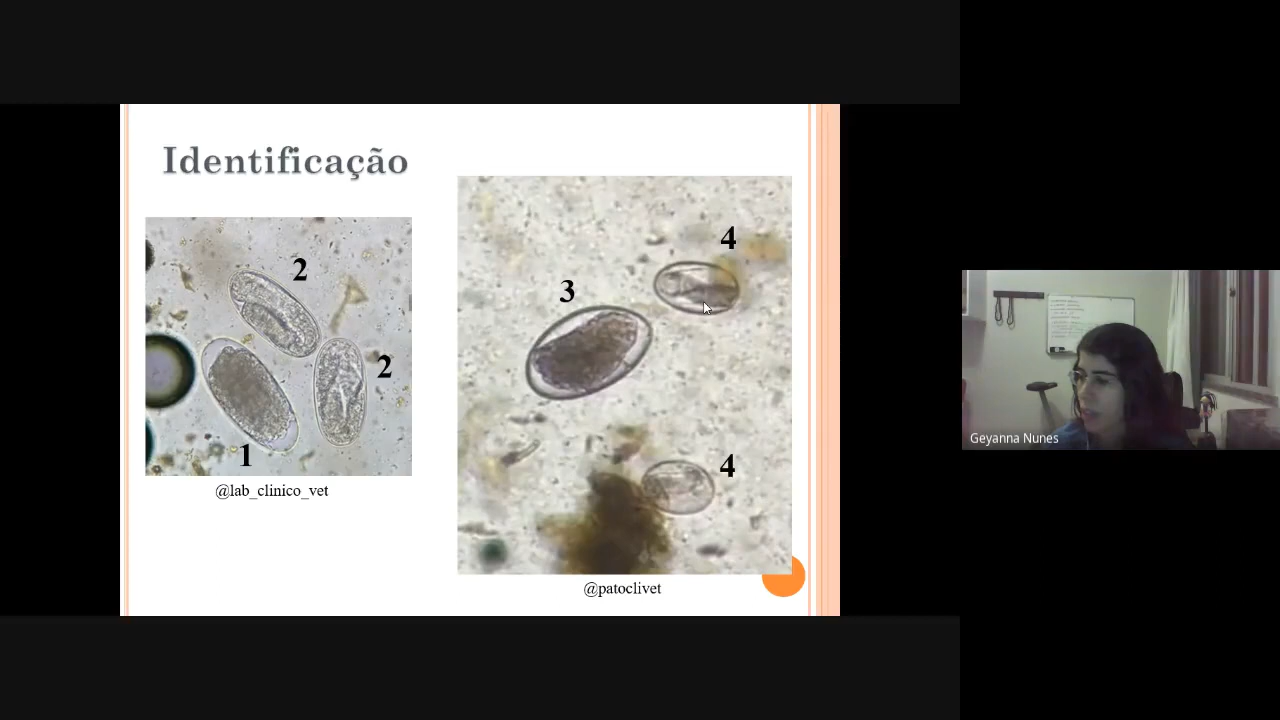 Identificação
2
2
1
@lab_clinico_vet
4
3
4
@patoclivet
Geyanna Nunes